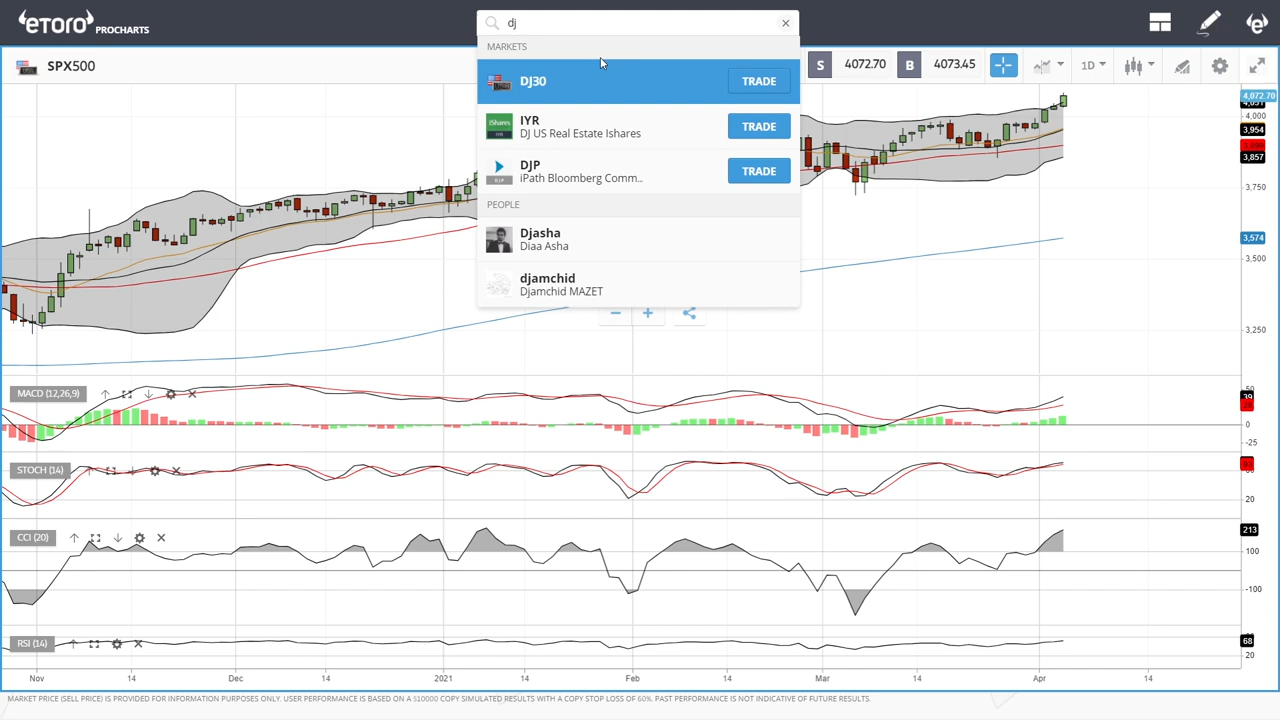 etoro PROCHARTS
dj
MARKETS
SPX500
S 4072.70 B 4073.45
1D
DJ30
TRADE
IYR
DJ US Real Estate Ishares
TRADE
DJP
iPath Bloomberg Comm..
TRADE
PEOPLE
Djasha
Diaa Asha
djamchid
Djamchid MAZET
4,072.70
4,000
3,954
3,857
3,750
3,574
3,500
3,250
MACD (12,26,9)
50
39
0
-25
STOCH (14)
20
CCI (20)
213
100
-100
RSI (14)
68
20
Nov 14 Dec 14 2021 14 Feb 14 Mar 14 Apr 14
MARKET PRICE (SELL PRICE) IS PROVIDED FOR INFORMATION PURPOSES ONLY. USER PERFORMANCE IS BASED ON A $10000 COPY SIMULATED RESULTS WITH A COPY STOP LOSS OF 60%. PAST PERFORMANCE IS NOT INDICATIVE OF FUTURE RESULTS.